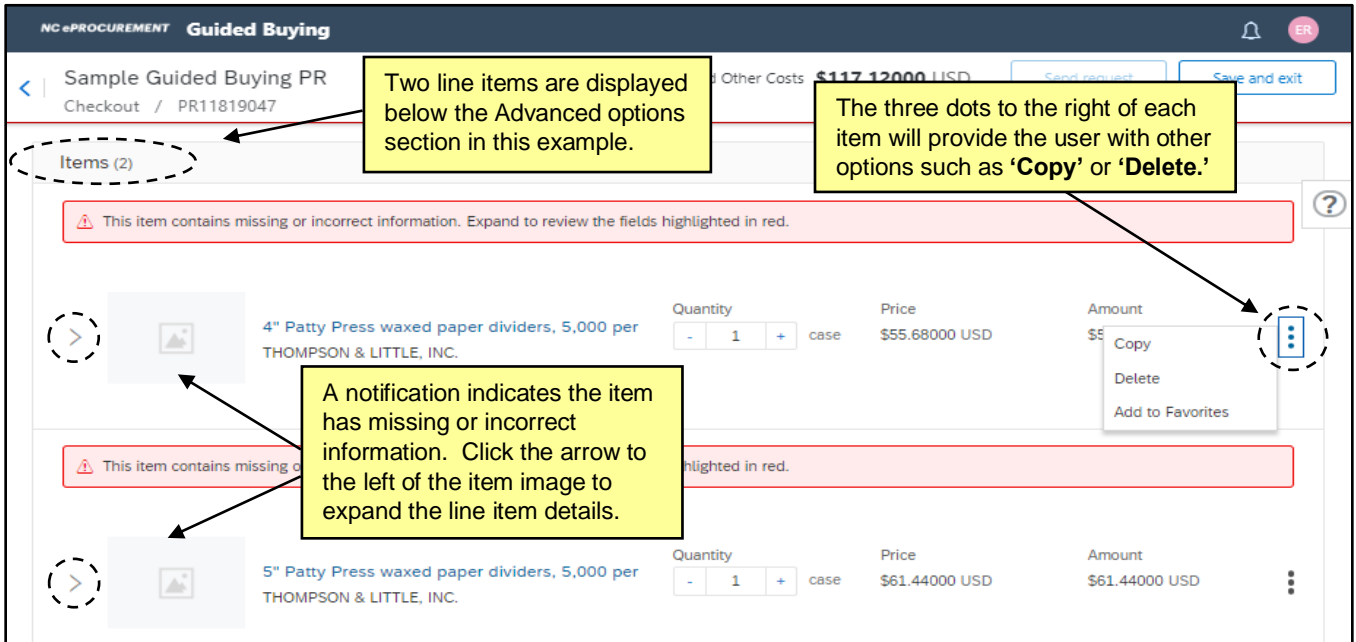 NC ePROCUREMENT Guided Buying
ER
Sample Guided Buying PR
Checkout / PR11819047
Other Costs $117.12000 USD
Send request
Save and exit
Two line items are displayed
below the Advanced options
section in this example.
The three dots to the right of each
item will provide the user with other
options such as ‘Copy’ or ‘Delete.’
Items (2)
?
This item contains missing or incorrect information. Expand to review the fields highlighted in red.
Quantity Price Amount
4" Patty Press waxed paper dividers, 5,000 per
THOMPSON & LITTLE, INC.
- 1 + case $55.68000 USD
Copy
Delete
Add to Favorites
A notification indicates the item
has missing or incorrect
information. Click the arrow to
the left of the item image to
expand the line item details.
This item contains missing
in red.
Quantity Price Amount
5" Patty Press waxed paper dividers, 5,000 per
THOMPSON & LITTLE, INC.
- 1 + case $61.44000 USD $61.44000 USD